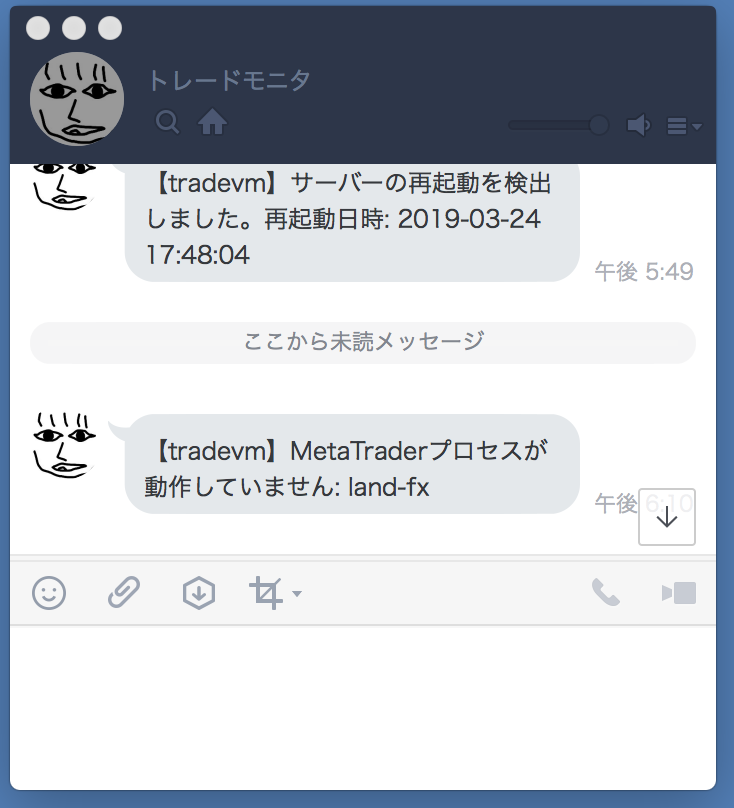 トレードモニタ
【tradevm】サーバーの再起動を検出
しました。再起動日時: 2019-03-24
17:48:04
午後 5:49
ここから未読メッセージ
【tradevm】MetaTraderプロセスが
動作していません: land-fx
午後 6:10